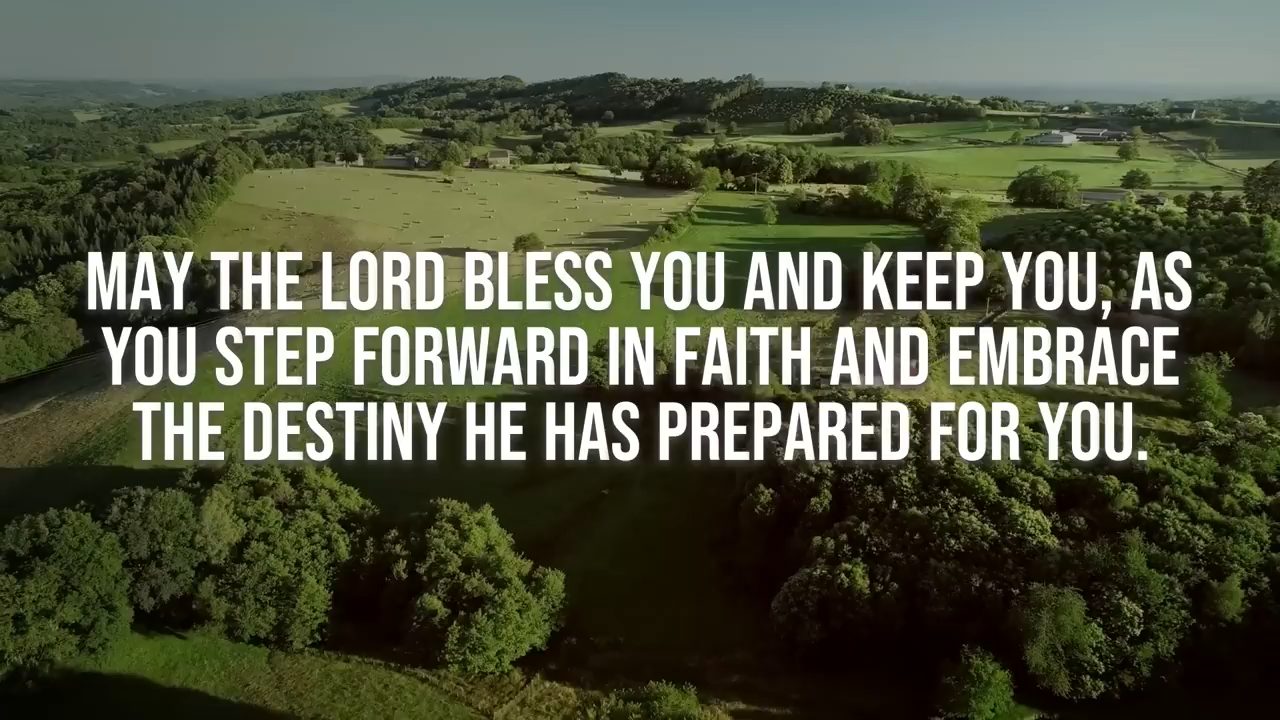 MAY THE LORD BLESS YOU AND KEEP YOU, AS
YOU STEP FORWARD IN FAITH AND EMBRACE
THE DESTINY HE HAS PREPARED FOR YOU.